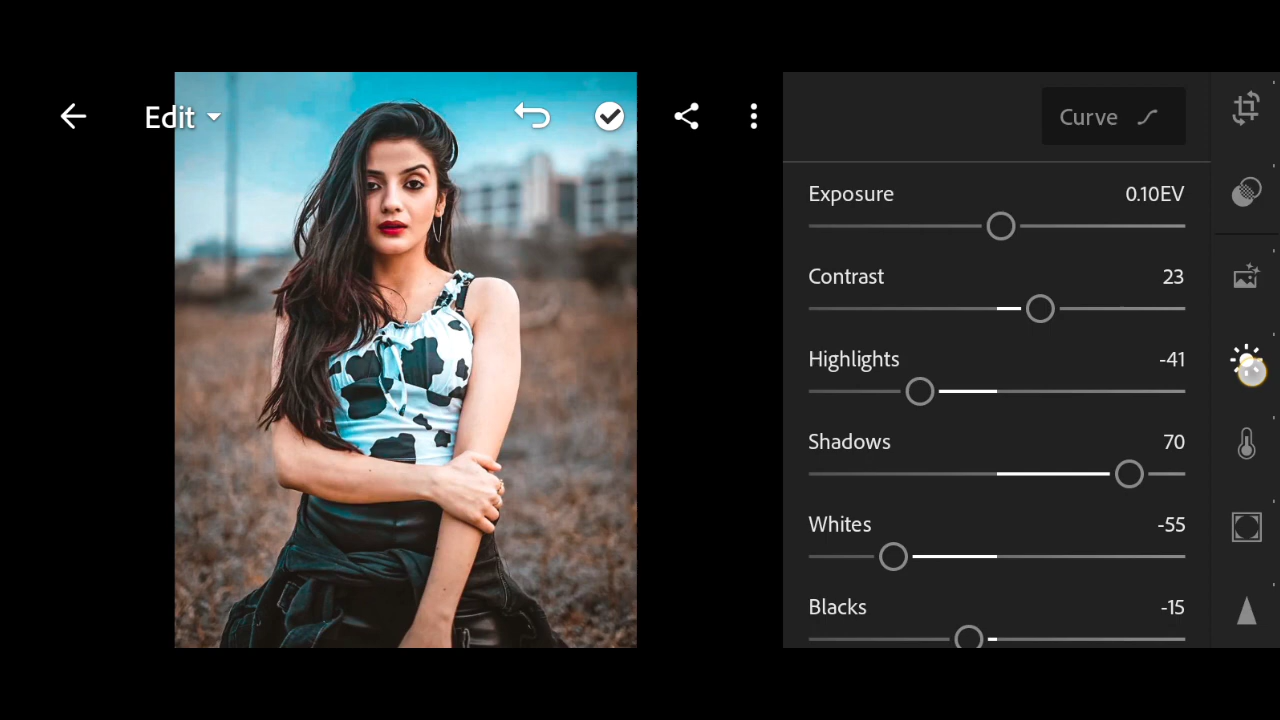 Edit
Curve
Exposure 0.10EV
Contrast 23
Highlights -41
Shadows 70
Whites -55
Blacks -15